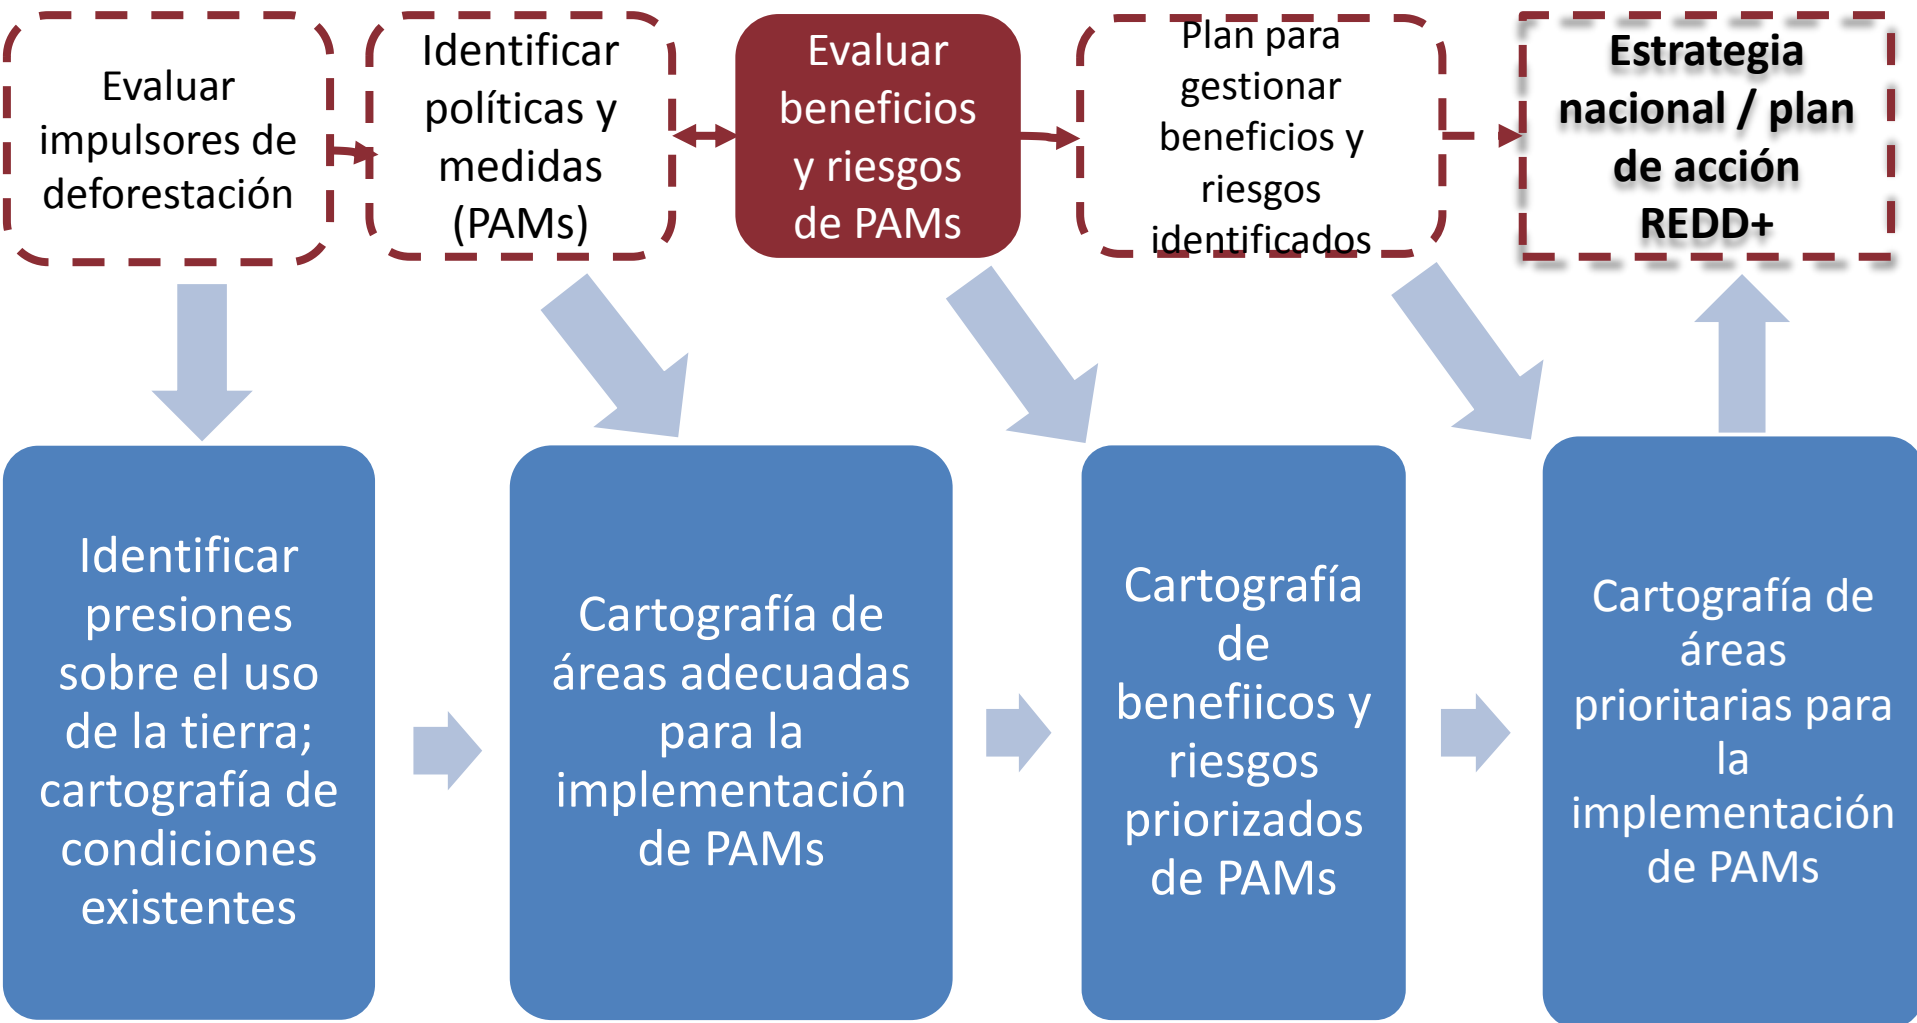 Evaluar
impulsores de
deforestación
Identificar
políticas y
medidas
(PAMs)
Evaluar
beneficios
y riesgos
de PAMs
Plan para
gestionar
beneficios y
riesgos
identificados
Estrategia
nacional / plan
de acción
REDD+
Identificar
presiones
sobre el uso
de la tierra;
cartografía de
condiciones
existentes
Cartografía de
áreas adecuadas
para la
implementación
de PAMs
Cartografía
de
benefiicos y
riesgos
priorizados
de PAMs
Cartografía de
áreas
prioritarias para
la
implementación
de PAMs